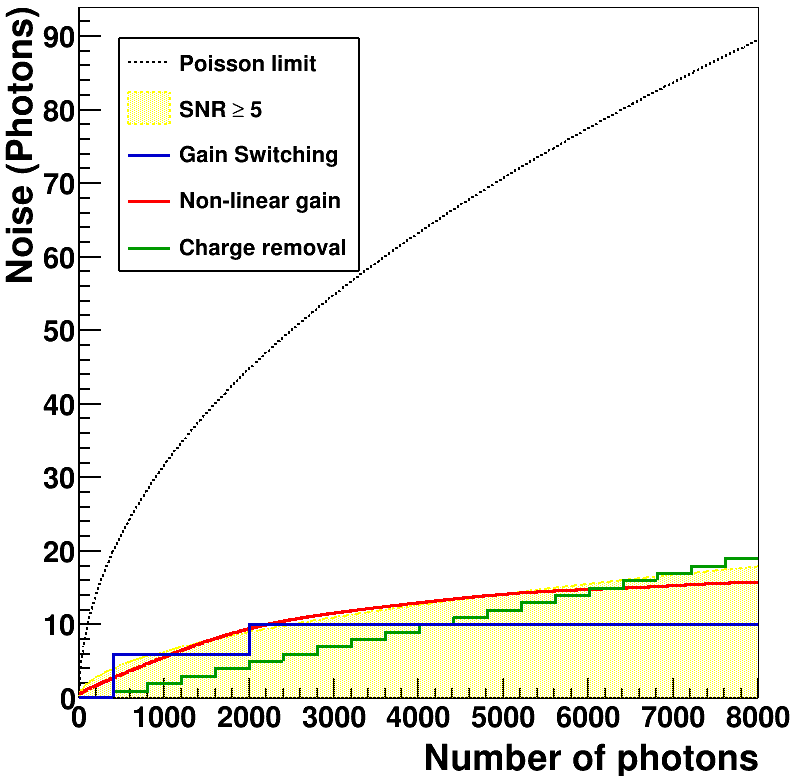 Noise (Photons)
90
80
70
60
50
40
30
20
10
0
Poisson limit
SNR ≥ 5
Gain Switching
Non-linear gain
Charge removal
0 1000 2000 3000 4000 5000 6000 7000 8000
Number of photons